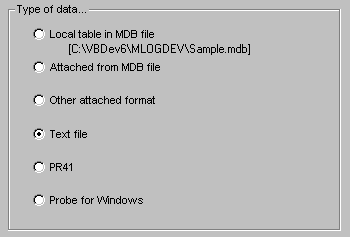 Type of data...
Local table in MDB file
[C:\VBDev6\MLOGDEV\Sample.mdb]
Attached from MDB file
Other attached format
Text file
PR41
Probe for Windows